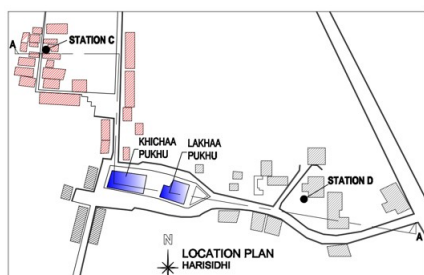 A
STATION C
KHICHAA
PUKHU
LAKHAA
PUKHU
STATION D
A
N
LOCATION PLAN
HARISIDHI